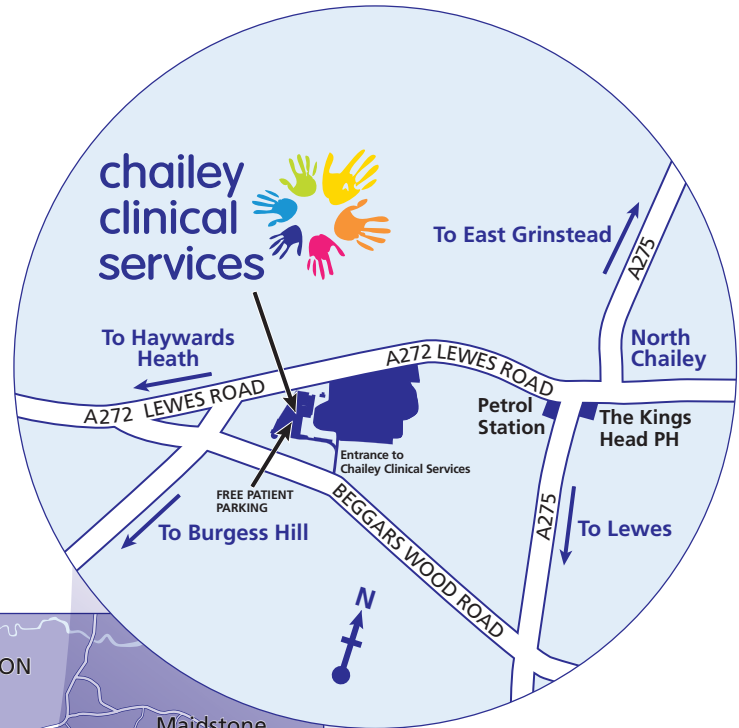 chailey
clinical
services
To East Grinstead
A275
To Haywards
Heath
North
Chailey
A272 LEWES ROAD
A272 LEWES ROAD
Petrol
Station
The Kings
Head PH
Entrance to
Chailey Clinical Services
FREE PATIENT
PARKING
BEGGARS WOOD ROAD
To Burgess Hill
A275
To Lewes
N
ON
Maidstone